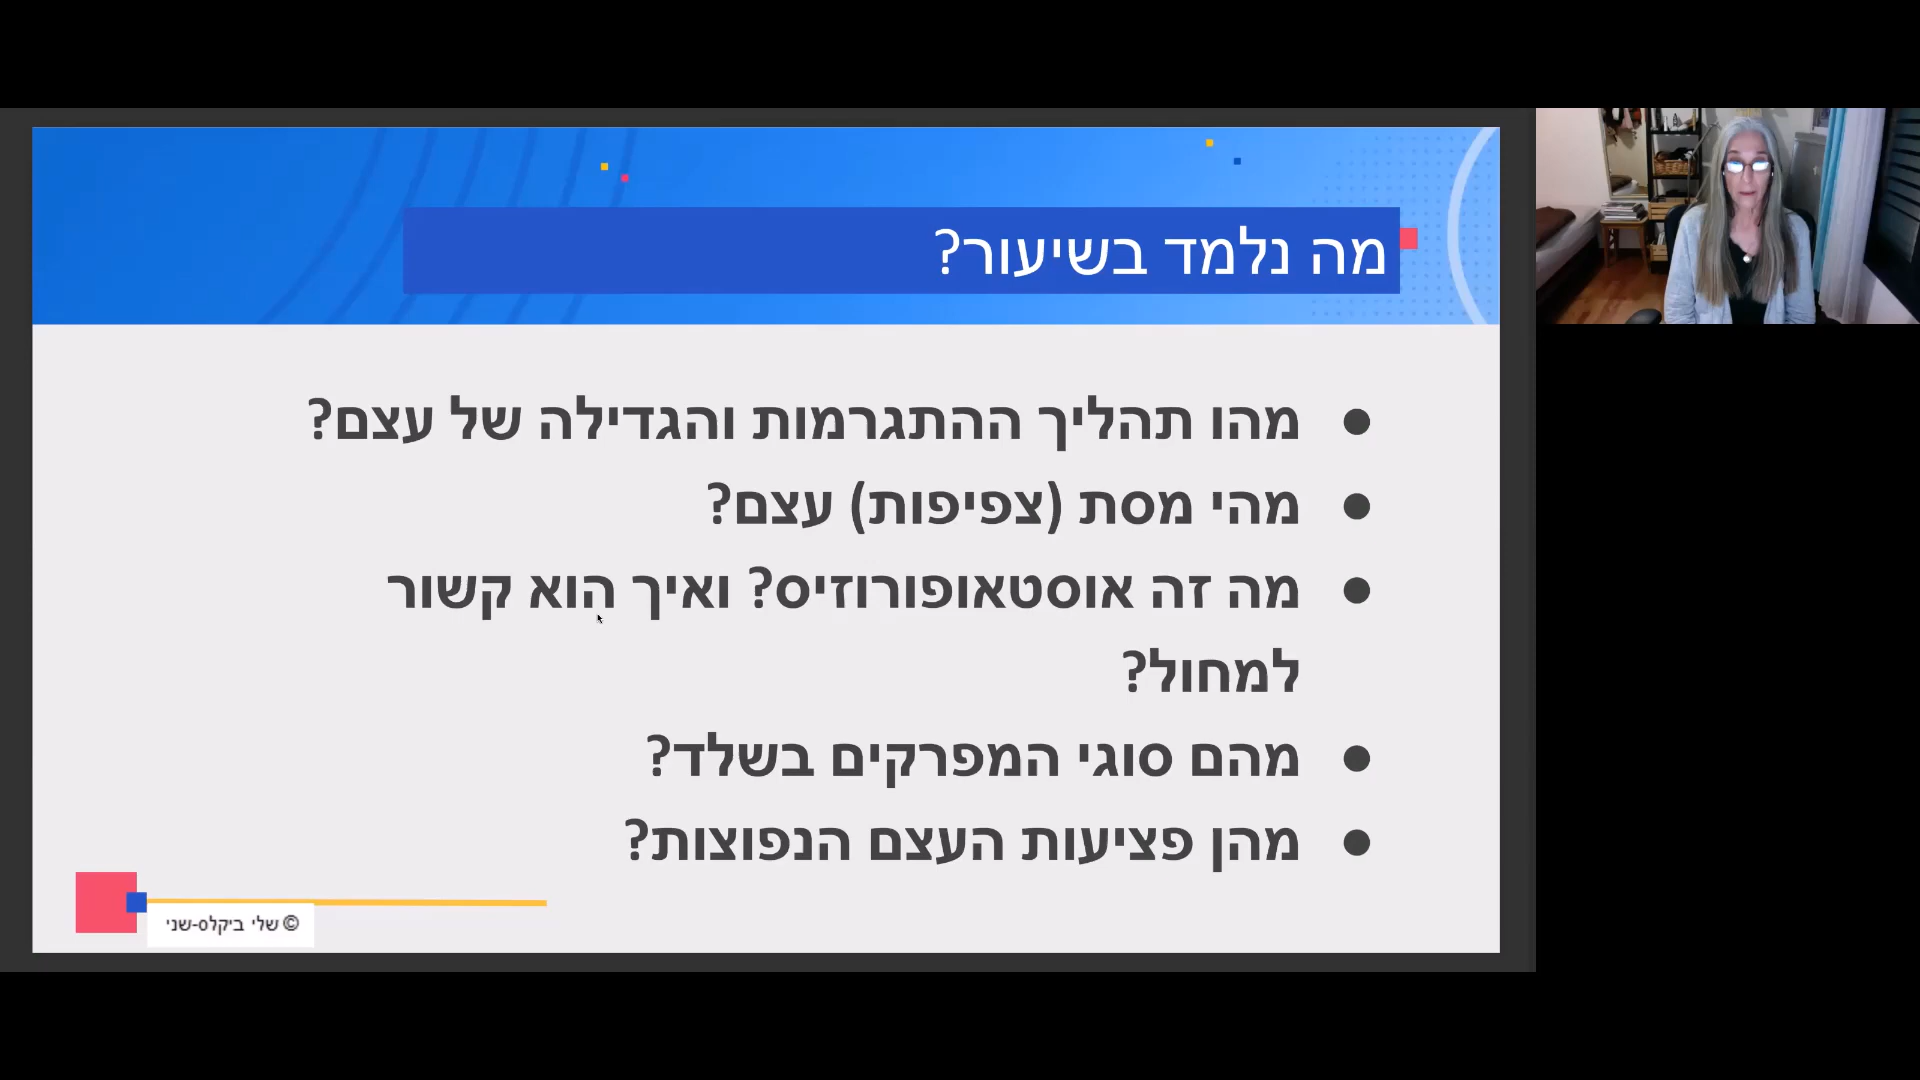 מה נלמד בשיעור?
● מהו תהליך ההתגרמות והגדילה של עצם?
● מהי מסת (צפיפות) עצם?
● מה זה אוסטאופורוזיס? ואיך הוא קשור
למחול?
● מהם סוגי המפרקים בשלד?
● מהן פציעות העצם הנפוצות?
© שלי ביקלס-שני